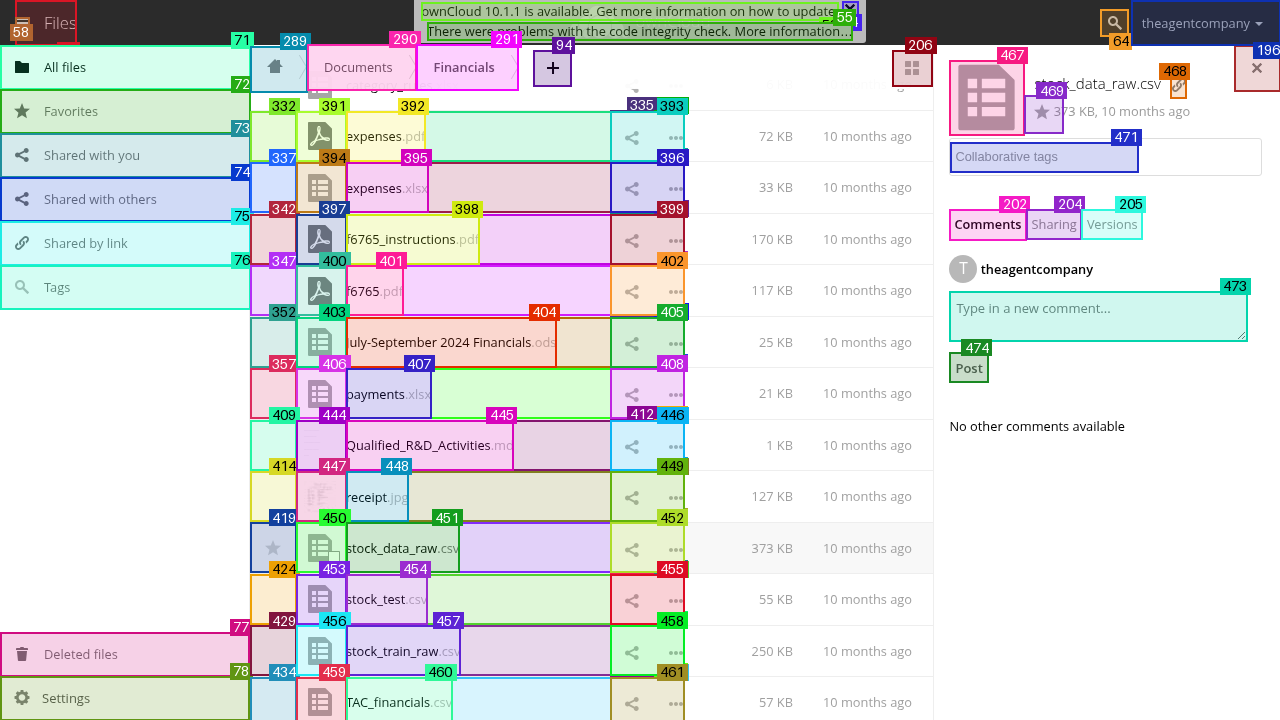 Files
58
ownCloud 10.1.1 is available. Get more information on how to update
There were problems with the code integrity check. More information...
55
64
theagentcompany
196
71
All files
72
Favorites
73
Shared with you
74
Shared with others
75
Shared by link
76
Tags
77
Deleted files
78
Settings
289
290
Documents
291
Financials
94
+
206
332 391 392 335 393
expenses.pdf 72 KB 10 months ago
337 394 395 396
expenses.xlsx 33 KB 10 months ago
342 397 398 399
f6765_instructions.pdf 170 KB 10 months ago
347 400 401 402
f6765.pdf 117 KB 10 months ago
352 403 404 405
July-September 2024 Financials.ods 25 KB 10 months ago
357 406 407 408
payments.xlsx 21 KB 10 months ago
409 444 445 412 446
Qualified_R&D_Activities.md 1 KB 10 months ago
414 447 448 449
receipt.jpg 127 KB 10 months ago
419 450 451 452
stock_data_raw.csv 373 KB 10 months ago
424 453 454 455
stock_test.csv 55 KB 10 months ago
429 456 457 458
stock_train_raw.csv 250 KB 10 months ago
434 459 460 461
TAC_financials.csv 57 KB 10 months ago
467
468
stock_data_raw.csv
469
373 KB, 10 months ago
471
Collaborative tags
202 204 205
Comments Sharing Versions
T theagentcompany
473
Type in a new comment...
474
Post
No other comments available